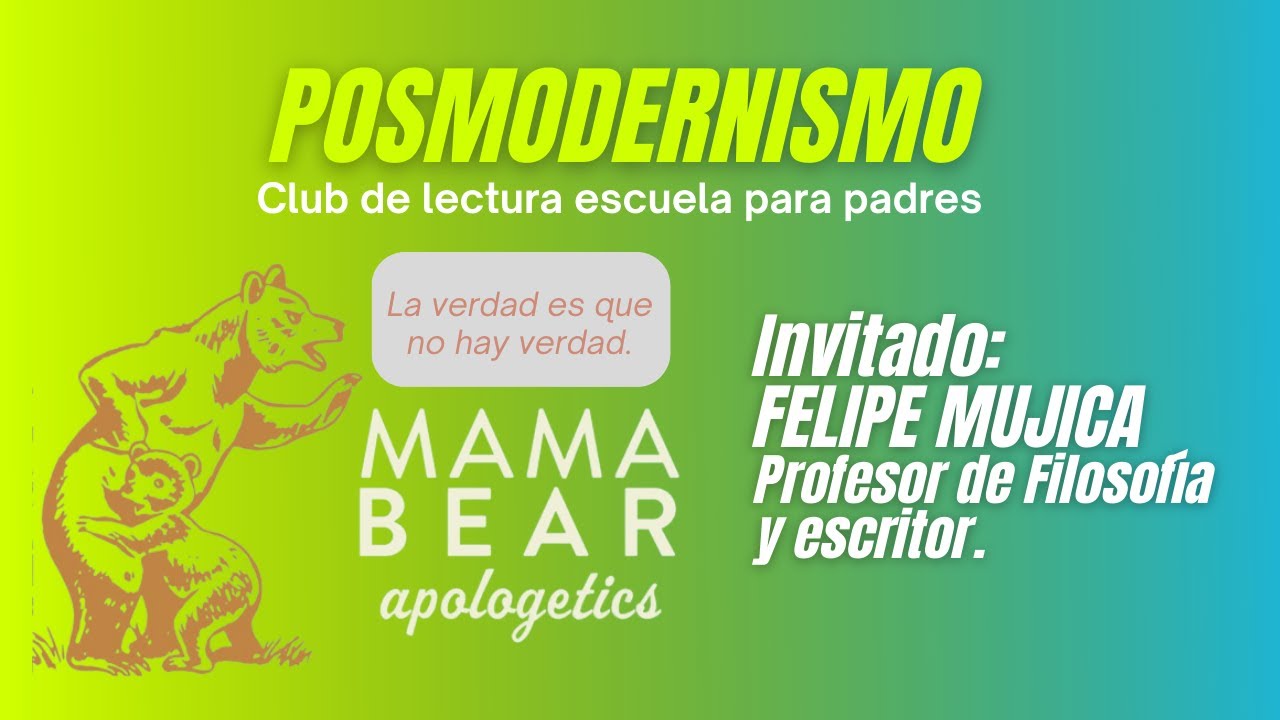 POSMODERNISMO
Club de lectura escuela para padres
La verdad es que
no hay verdad.
MAMA
BEAR
apologetics
Invitado:
FELIPE MUJICA
Profesor de Filosofía
y escritor.